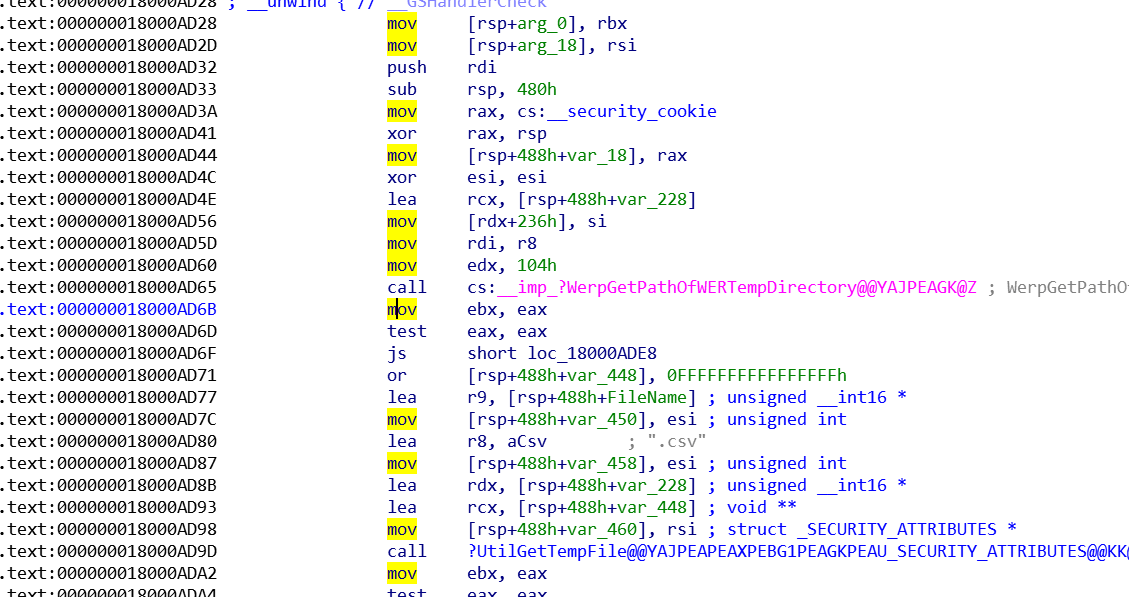 .text:000000018000AD28 ; __unwind { // __GSHandlerCheck
.text:000000018000AD28 mov [rsp+arg_0], rbx
.text:000000018000AD2D mov [rsp+arg_18], rsi
.text:000000018000AD32 push rdi
.text:000000018000AD33 sub rsp, 480h
.text:000000018000AD3A mov rax, cs:__security_cookie
.text:000000018000AD41 xor rax, rsp
.text:000000018000AD44 mov [rsp+488h+var_18], rax
.text:000000018000AD4C xor esi, esi
.text:000000018000AD4E lea rcx, [rsp+488h+var_228]
.text:000000018000AD56 mov [rdx+236h], si
.text:000000018000AD5D mov rdi, r8
.text:000000018000AD60 mov edx, 104h
.text:000000018000AD65 call cs:__imp_?WerpGetPathOfWERTempDirectory@@YAJPEAGK@Z ; WerpGetPathOf
.text:000000018000AD6B mov ebx, eax
.text:000000018000AD6D test eax, eax
.text:000000018000AD6F js short loc_18000ADE8
.text:000000018000AD71 or [rsp+488h+var_448], 0FFFFFFFFFFFFFFFFh
.text:000000018000AD77 lea r9, [rsp+488h+FileName] ; unsigned __int16 *
.text:000000018000AD7C mov [rsp+488h+var_450], esi ; unsigned int
.text:000000018000AD80 lea r8, aCsv ; ".csv"
.text:000000018000AD87 mov [rsp+488h+var_458], esi ; unsigned int
.text:000000018000AD8B lea rdx, [rsp+488h+var_228] ; unsigned __int16 *
.text:000000018000AD93 lea rcx, [rsp+488h+var_448] ; void **
.text:000000018000AD98 mov [rsp+488h+var_460], rsi ; struct _SECURITY_ATTRIBUTES *
.text:000000018000AD9D call ?UtilGetTempFile@@YAJPEAPEAXPEBG1PEAGKPEAU_SECURITY_ATTRIBUTES@@KK@
.text:000000018000ADA2 mov ebx, eax
.text:000000018000ADA4 test eax, eax